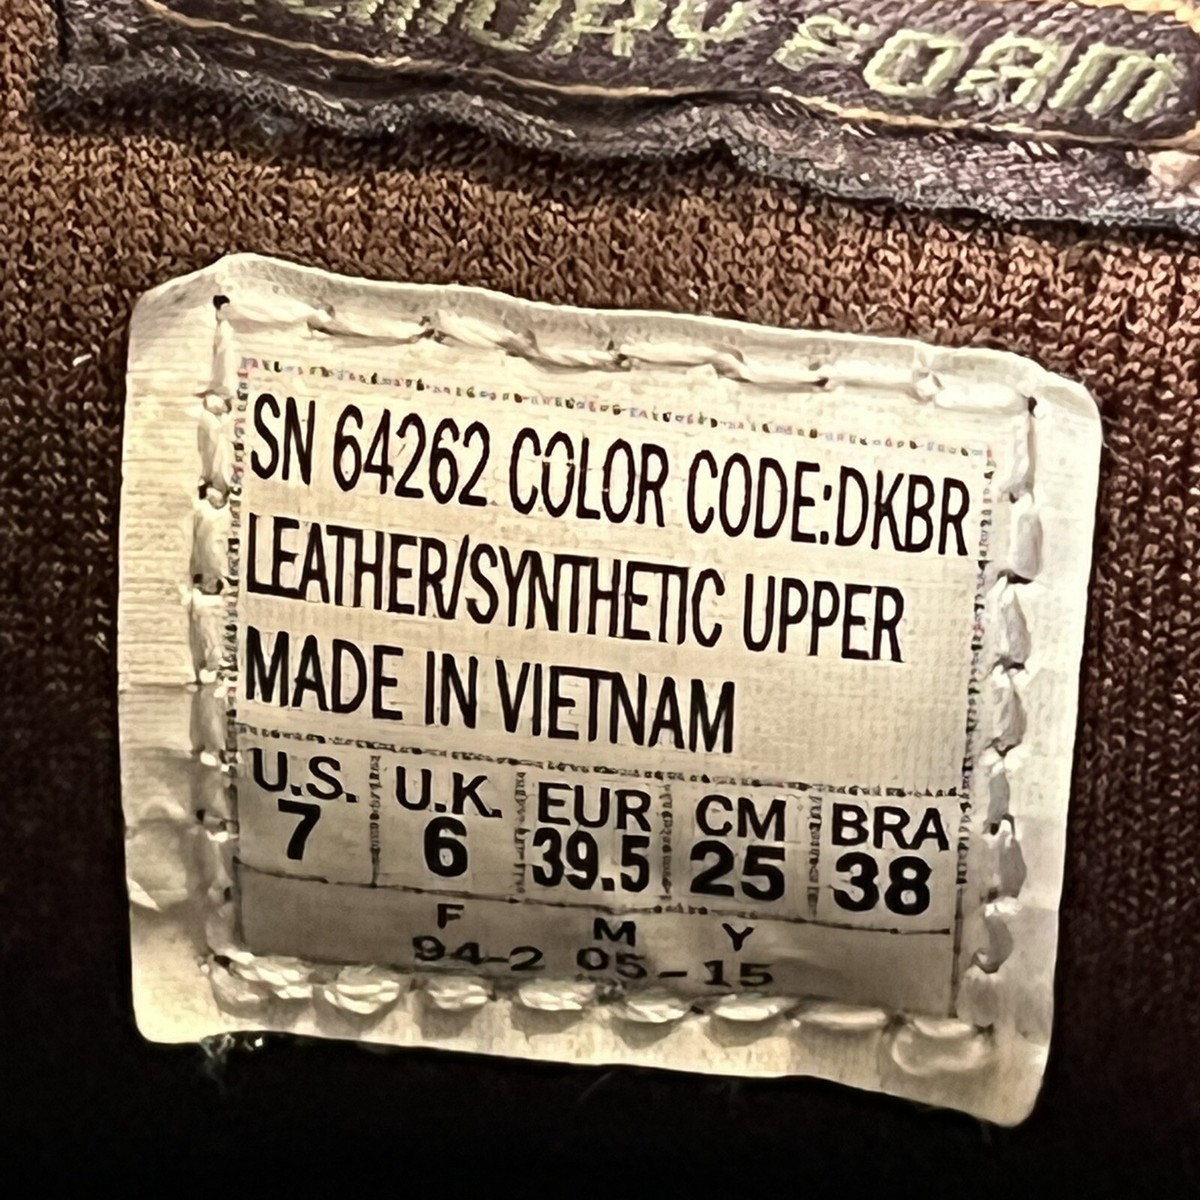 FOAM
SN 64262 COLOR CODE:DKBR
LEATHER/SYNTHETIC UPPER
MADE IN VIETNAM
U.S. U.K. EUR CM BRA
7 6 39.5 25 38
F M Y
94-2 05-15